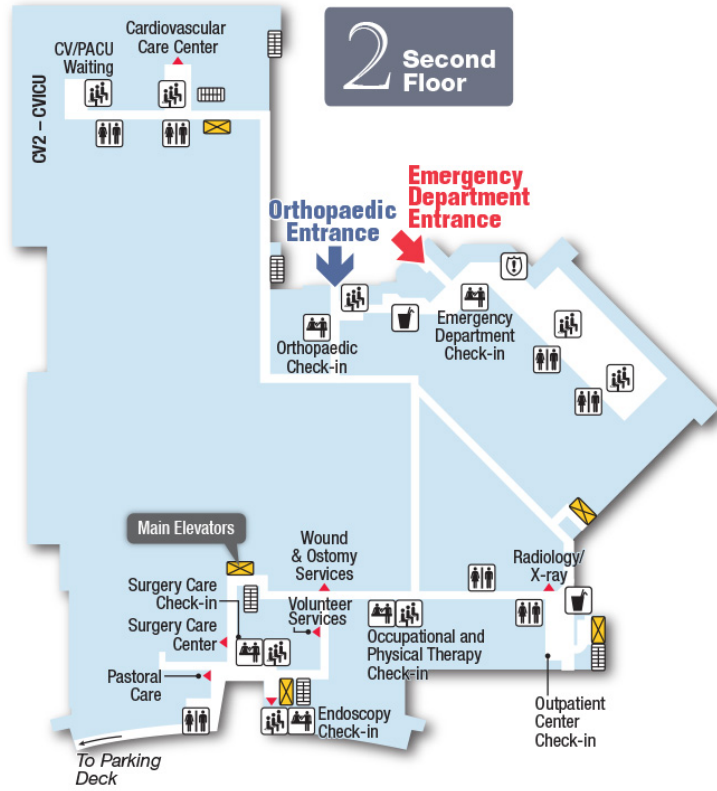 2 Second
Floor
Cardiovascular
Care Center
CV/PACU
Waiting
CV2 – CVICU
Emergency
Department
Entrance
Orthopaedic
Entrance
Orthopaedic
Check-in
Emergency
Department
Check-in
Main Elevators
Wound
& Ostomy
Services
Radiology/
X-ray
Surgery Care
Check-in
Volunteer
Services
Surgery Care
Center
Occupational and
Physical Therapy
Check-in
Pastoral
Care
Outpatient
Center
Check-in
Endoscopy
Check-in
To Parking
Deck